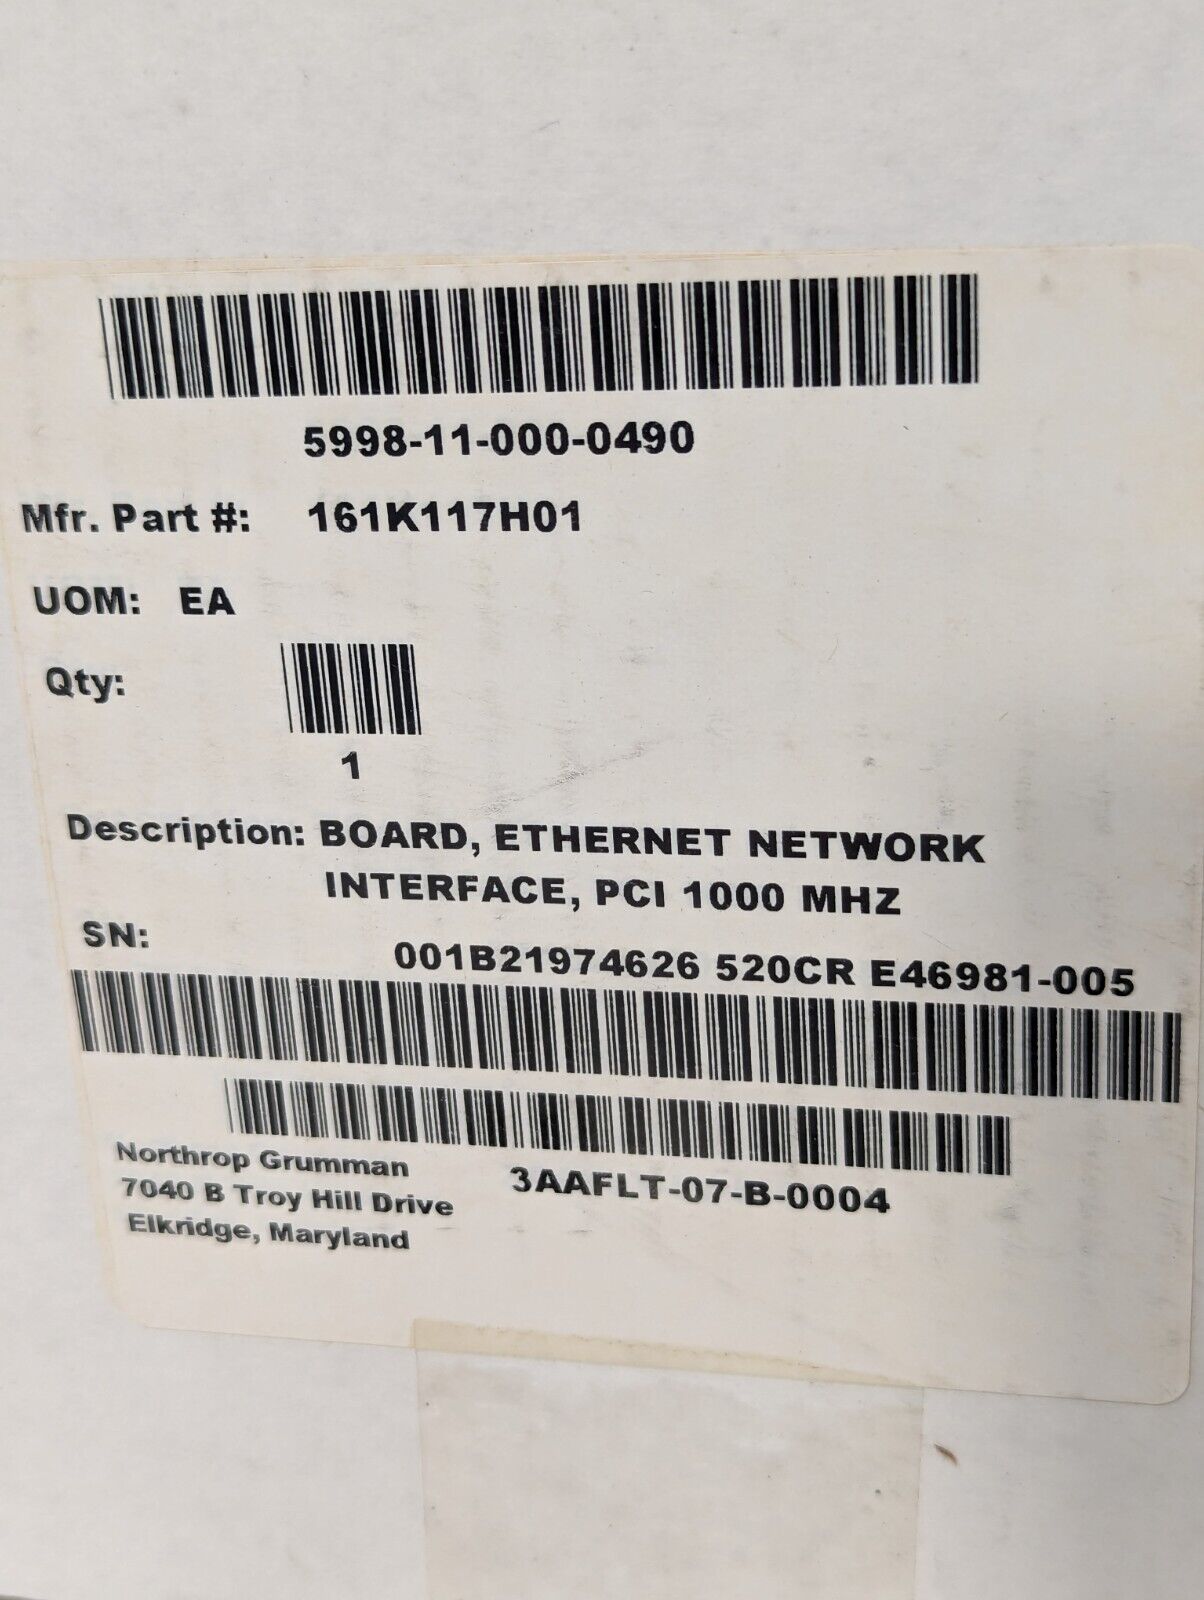 5998-11-000-0490
Mfr. Part #: 161K117H01
UOM: EA
Qty:
1
Description: BOARD, ETHERNET NETWORK
INTERFACE, PCI 1000 MHZ
SN:
001B21974626 520CR E46981-005
Northrop Grumman
7040 B Troy Hill Drive
Elkridge, Maryland
3AAFLT-07-B-0004